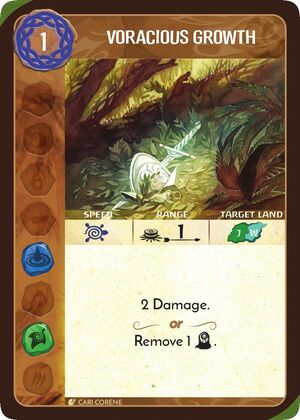 1
VORACIOUS GROWTH
SPEED RANGE TARGET LAND
1 J W
2 Damage.
or
Remove 1 .
CARI CORENE